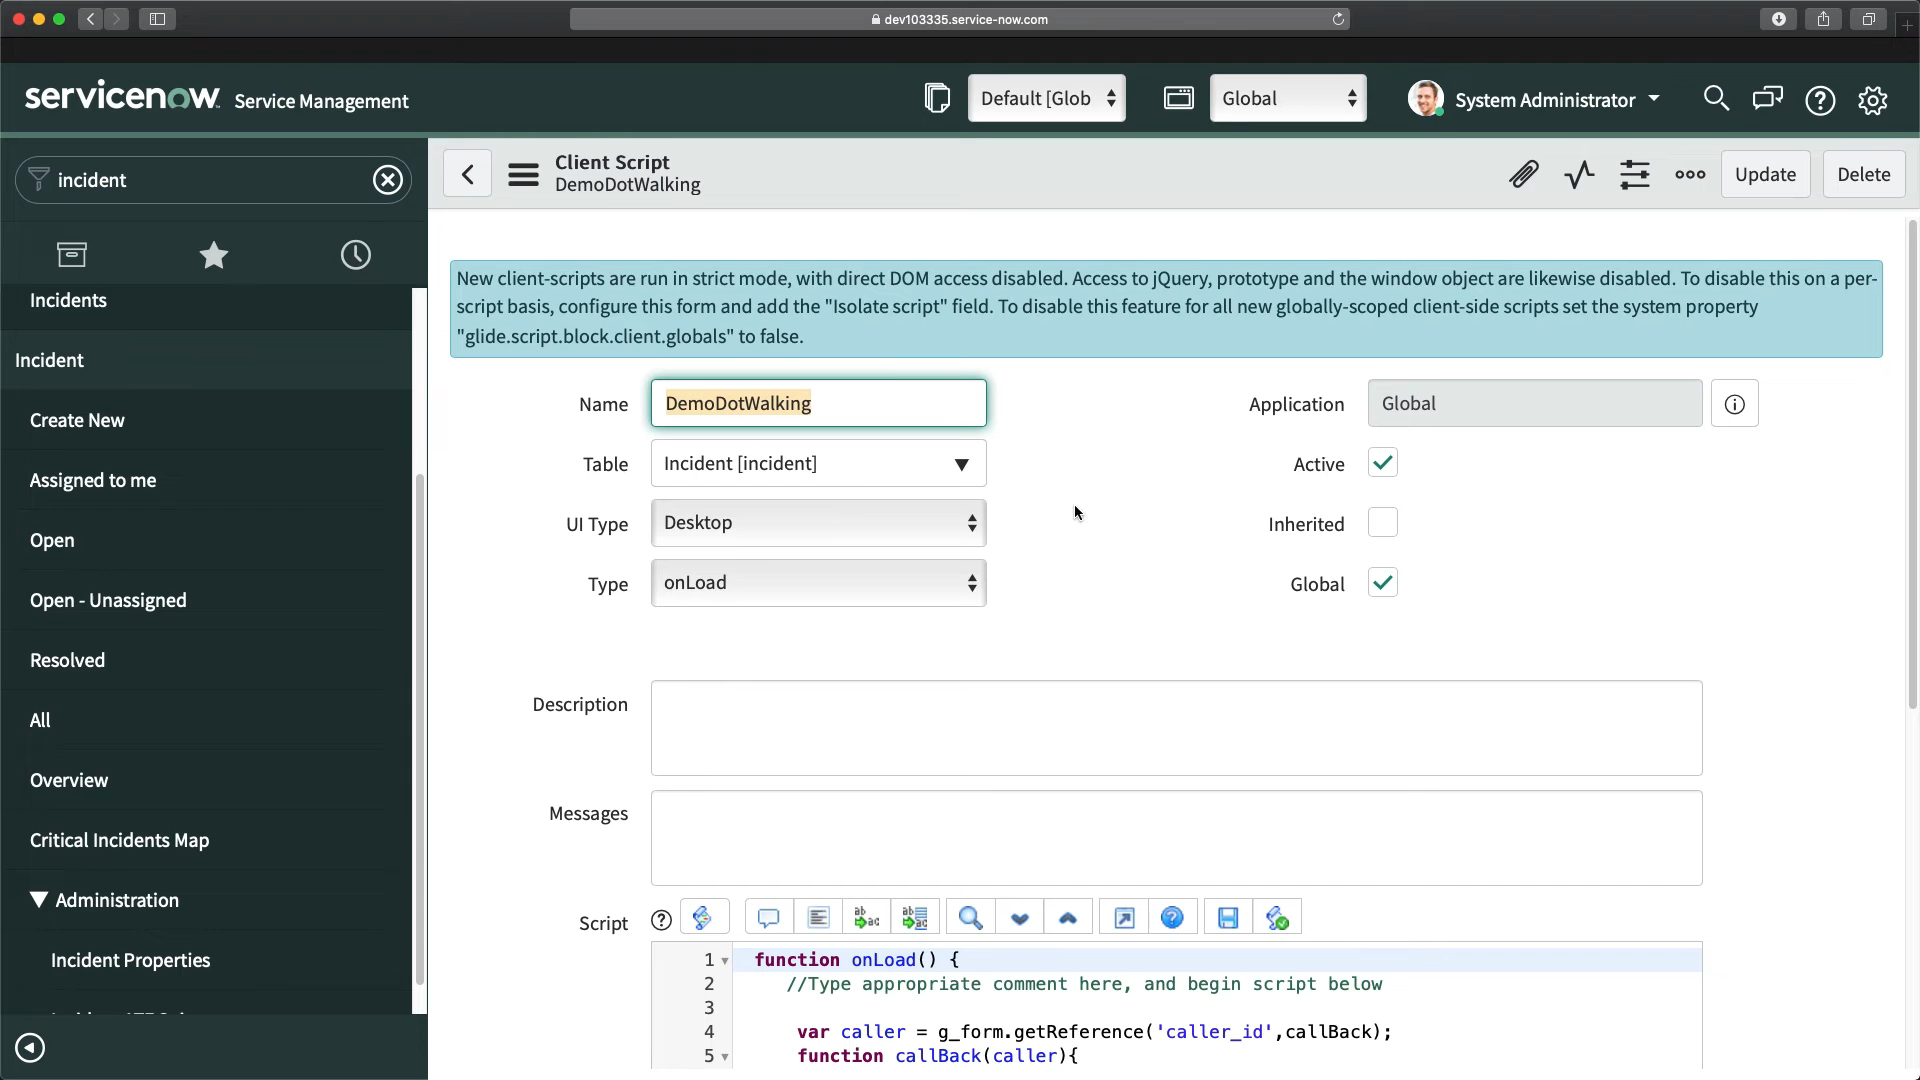 dev103335.service-now.com
servicenow Service Management
Default [Glob
Global
System Administrator
incident
Incidents
Incident
Create New
Assigned to me
Open
Open - Unassigned
Resolved
All
Overview
Critical Incidents Map
Administration
Incident Properties
Client Script
DemoDotWalking
Update
Delete
New client-scripts are run in strict mode, with direct DOM access disabled. Access to jQuery, prototype and the window object are likewise disabled. To disable this on a per-
script basis, configure this form and add the "Isolate script" field. To disable this feature for all new globally-scoped client-side scripts set the system property
"glide.script.block.client.globals" to false.
Name DemoDotWalking
Application Global
Table Incident [incident]
Active
UI Type Desktop
Inherited
Type onLoad
Global
Description
Messages
Script
1 function onLoad() {
2 //Type appropriate comment here, and begin script below
3
4 var caller = g_form.getReference('caller_id',callBack);
5 function callBack(caller){